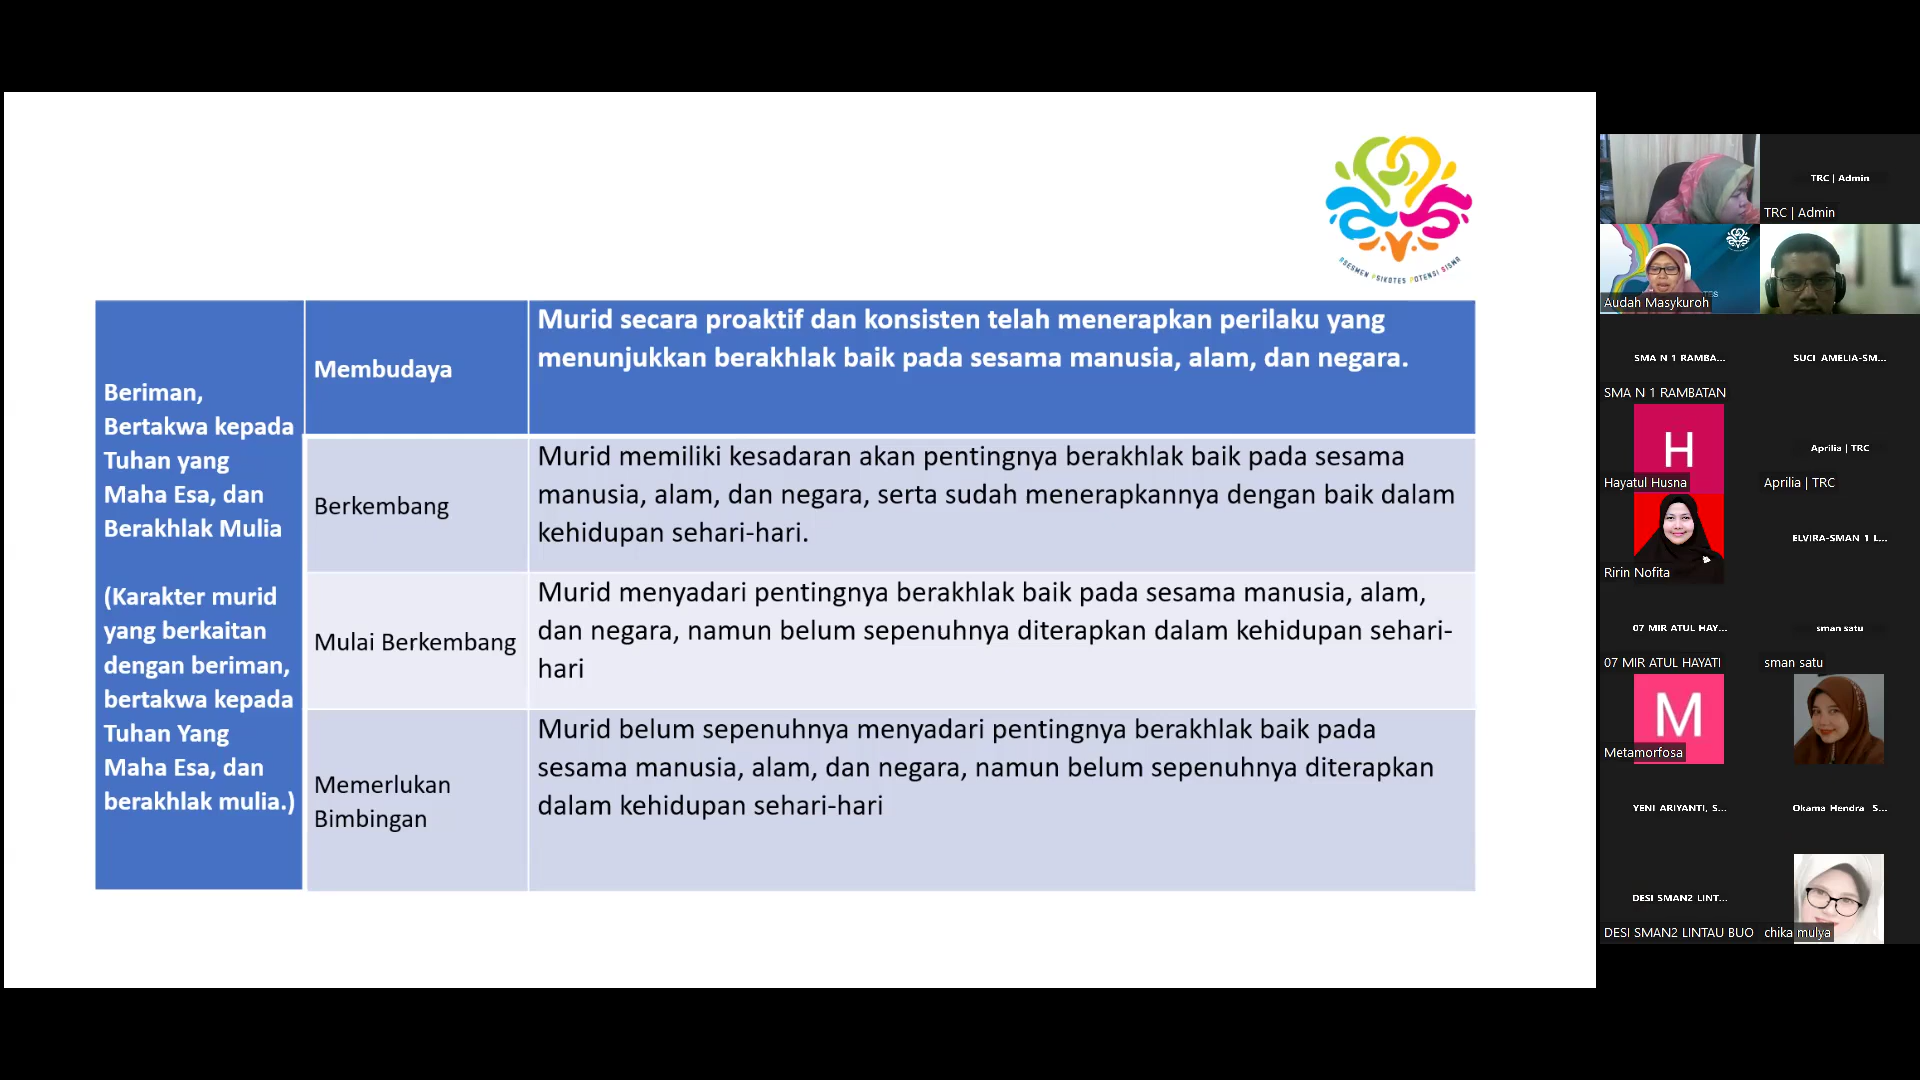 ASESMEN PSIKOTES POTENSI SISWA
Beriman,
Bertakwa kepada
Tuhan yang
Maha Esa, dan
Berakhlak Mulia
(Karakter murid
yang berkaitan
dengan beriman,
bertakwa kepada
Tuhan Yang
Maha Esa, dan
berakhlak mulia.)
Membudaya
Murid secara proaktif dan konsisten telah menerapkan perilaku yang
menunjukkan berakhlak baik pada sesama manusia, alam, dan negara.
Berkembang
Murid memiliki kesadaran akan pentingnya berakhlak baik pada sesama
manusia, alam, dan negara, serta sudah menerapkannya dengan baik dalam
kehidupan sehari-hari.
Mulai Berkembang
Murid menyadari pentingnya berakhlak baik pada sesama manusia, alam,
dan negara, namun belum sepenuhnya diterapkan dalam kehidupan sehari-
hari
Memerlukan
Bimbingan
Murid belum sepenuhnya menyadari pentingnya berakhlak baik pada
sesama manusia, alam, dan negara, namun belum sepenuhnya diterapkan
dalam kehidupan sehari-hari
TRC | Admin
TRC | Admin
Audah Masykuroh
SMA N 1 RAMBA...
SMA N 1 RAMBATAN
SUCI AMELIA-SM...
H
Hayatul Husna
Aprilia | TRC
Aprilia | TRC
Ririn Nofita
ELVIRA-SMAN 1 L...
07 MIR ATUL HAY...
07 MIR ATUL HAYATI
sman satu
sman satu
M
Metamorfosa
YENI ARIYANTI, S...
Okama Hendra S...
DESI SMAN2 LINT...
DESI SMAN2 LINTAU BUO
chika mulya